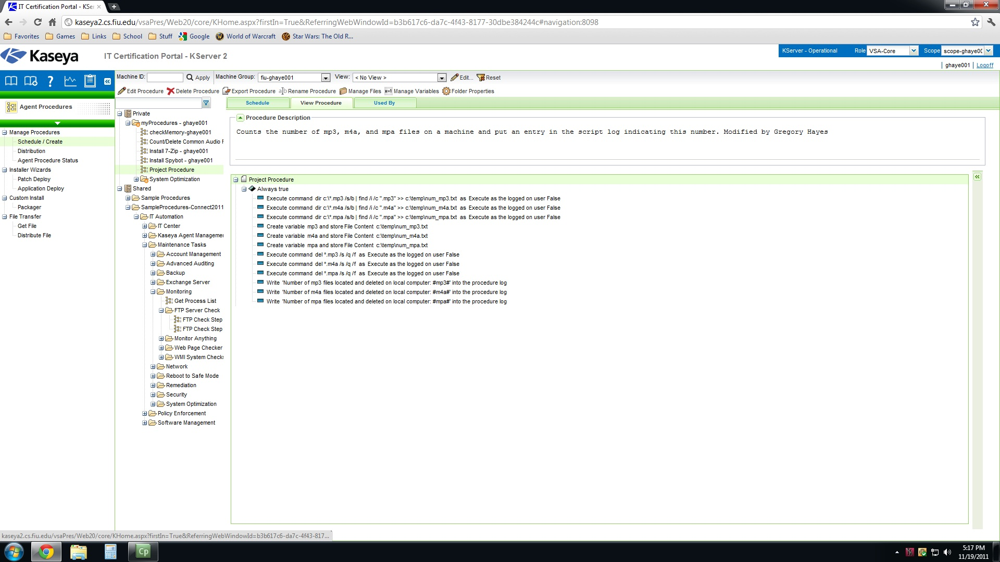 IT Certification Portal - KSer
kaseya2.cs.fiu.edu/vsaPres/Web20/core/KHome.aspx?firstIn=True&ReferringWebWindowId=b3b617c6-da7c-4f43-8177-30dbe384244c#navigation:8098
Favorites Games Links School Stuff Google World of Warcraft Star Wars: The Old R...
Kaseya IT Certification Portal - KServer 2
KServer - Operational Role VSA-Core Scope scope-ghaye00
ghaye001 Logoff
Machine ID: Apply Machine Group: fiu-ghaye001 View: < No View > Edit... Reset
Edit Procedure Delete Procedure Export Procedure Rename Procedure Manage Files x=1 Manage Variables Folder Properties
Agent Procedures
Manage Procedures
Schedule / Create
Distribution
Agent Procedure Status
Installer Wizards
Patch Deploy
Application Deploy
Custom Install
Packager
File Transfer
Get File
Distribute File
Private
myProcedures - ghaye001
checkMemory-ghaye001
Count/Delete Common Audio F
Install 7-Zip - ghaye001
Install Spybot - ghaye001
Project Procedure
System Optimization
Shared
Sample Procedures
SampleProcedures-Connect2011
IT Automation
IT Center
Kaseya Agent Managemen
Maintenance Tasks
Account Management
Advanced Auditing
Backup
Exchange Server
Monitoring
Get Process List
FTP Server Check
FTP Check Step
FTP Check Step
Monitor Anything
Web Page Checker
WMI System Checks
Network
Reboot to Safe Mode
Remediation
Security
System Optimization
Policy Enforcement
Software Management
Schedule View Procedure Used By
Procedure Description
Counts the number of mp3, m4a, and mpa files on a machine and put an entry in the script log indicating this number. Modified by Gregory Hayes
Project Procedure
Always true
Execute command dir c:\*.mp3 /s/b | find /i /c ".mp3" >> c:\temp\num_mp3.txt as Execute as the logged on user False
Execute command dir c:\*.m4a /s/b | find /i /c ".m4a" >> c:\temp\num_m4a.txt as Execute as the logged on user False
Execute command dir c:\*.mpa /s/b | find /i /c ".mpa" >> c:\temp\num_mpa.txt as Execute as the logged on user False
Create variable mp3 and store File Content c:\temp\num_mp3.txt
Create variable m4a and store File Content c:\temp\num_m4a.txt
Create variable mpa and store File Content c:\temp\num_mpa.txt
Execute command del *.mp3 /s /q /f as Execute as the logged on user False
Execute command del *.m4a /s /q /f as Execute as the logged on user False
Execute command del *.mpa /s /q /f as Execute as the logged on user False
Write 'Number of mp3 files located and deleted on local computer: #mp3#' into the procedure log
Write 'Number of m4a files located and deleted on local computer: #m4a#' into the procedure log
Write 'Number of mpa files located and deleted on local computer: #mpa#' into the procedure log
kaseya2.cs.fiu.edu/vsaPres/Web20/core/KHome.aspx?firstIn=True&ReferringWebWindowId=b3b617c6-da7c-4f43-817...
Cp
5:17 PM
11/19/2011